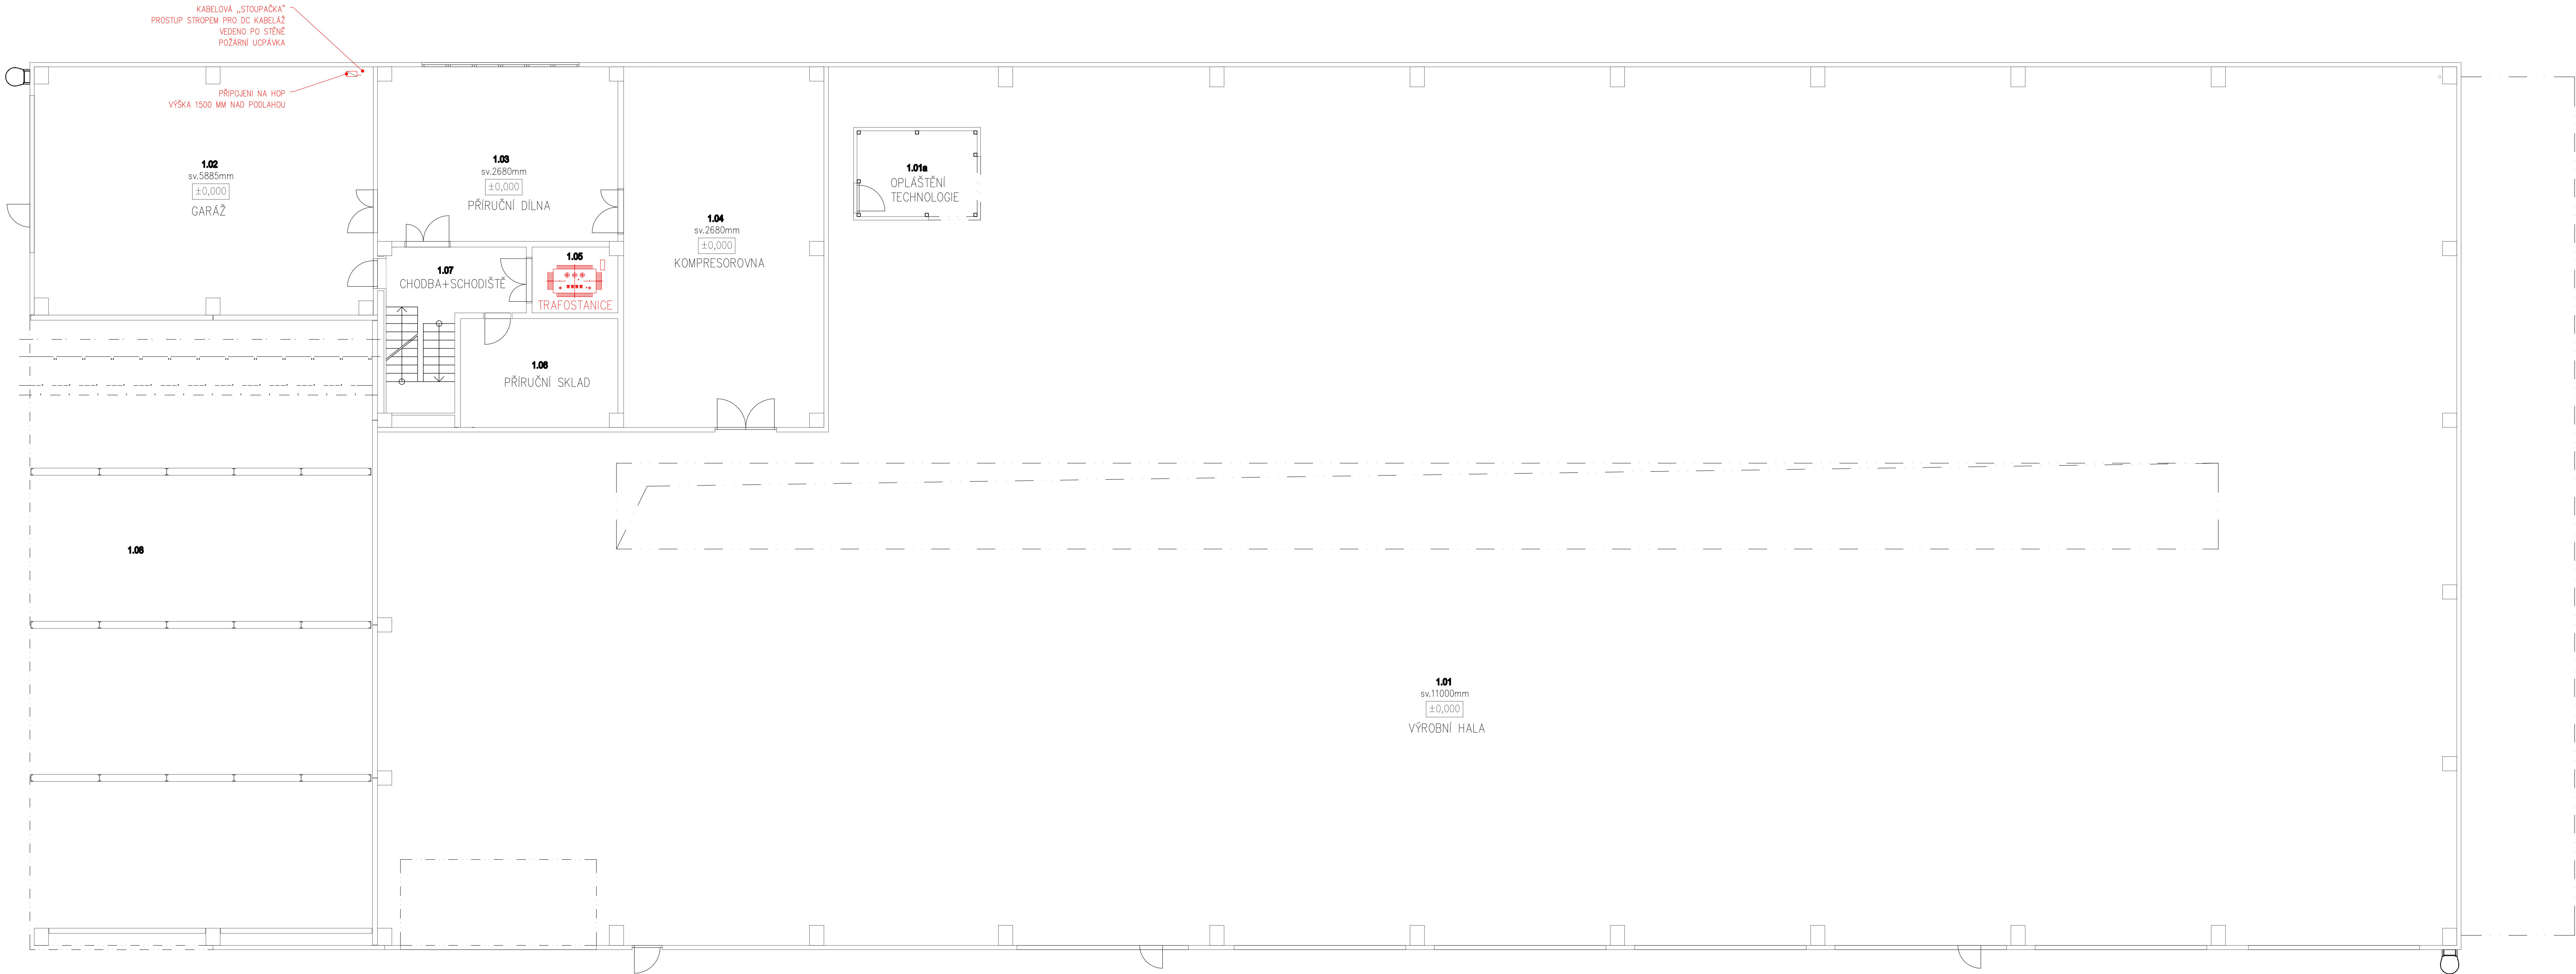 KABELOVÁ „STOUPAČKA"
PROSTUP STROPEM PRO DC KABELÁŽ
VEDENO PO STĚNĚ
POŽÁRNÍ UCPÁVKA
PŘIPOJENI NA HOP
VÝŠKA 1500 MM NAD PODLAHOU
1.02
sv.5885mm
±0,000
GARÁŽ
1.03
sv.2680mm
±0,000
PŘÍRUČNÍ DÍLNA
1.04
sv.2680mm
±0,000
KOMPRESOROVNA
1.01a
OPLÁŠTĚNÍ
TECHNOLOGIE
1.05
TRAFOSTANICE
1.07
CHODBA+SCHODIŠTĚ
1.06
PŘÍRUČNÍ SKLAD
1.08
1.01
sv.11000mm
±0,000
VÝROBNÍ HALA